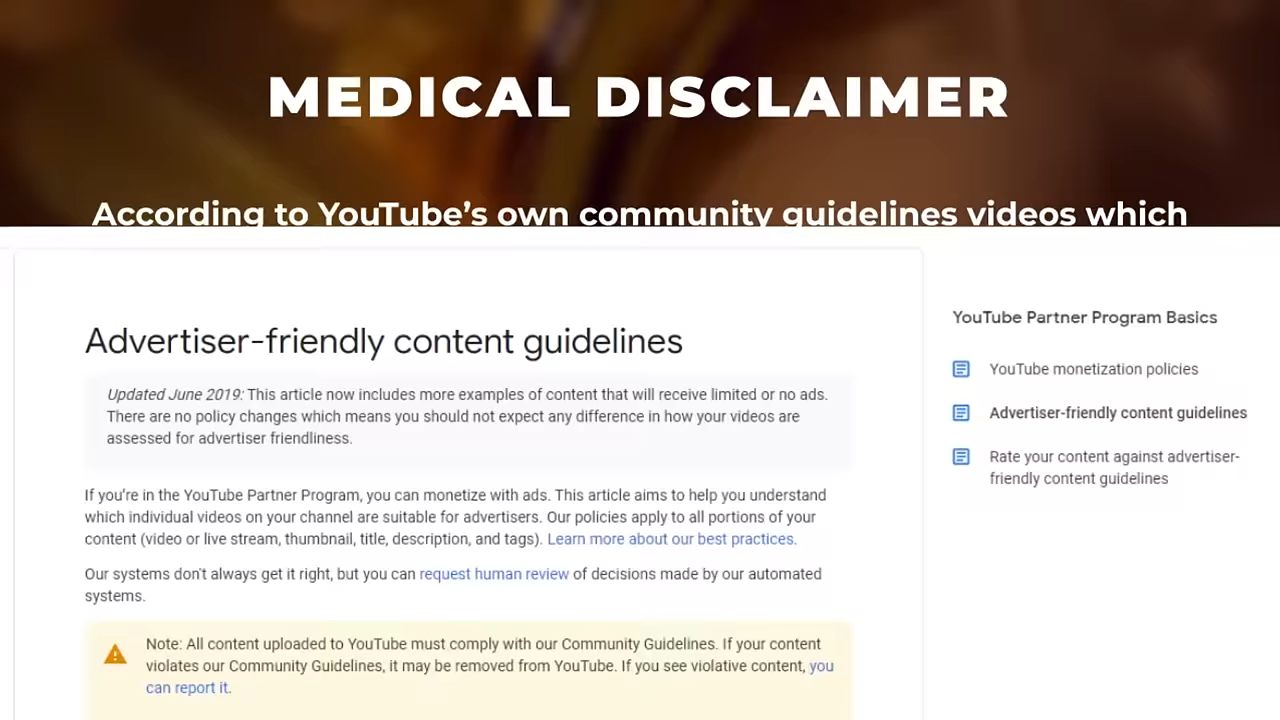 MEDICAL DISCLAIMER
According to YouTube’s own community guidelines videos which
Advertiser-friendly content guidelines
Updated June 2019: This article now includes more examples of content that will receive limited or no ads.
There are no policy changes which means you should not expect any difference in how your videos are
assessed for advertiser friendliness.
If you're in the YouTube Partner Program, you can monetize with ads. This article aims to help you understand
which individual videos on your channel are suitable for advertisers. Our policies apply to all portions of your
content (video or live stream, thumbnail, title, description, and tags). Learn more about our best practices.
Our systems don't always get it right, but you can request human review of decisions made by our automated
systems.
Note: All content uploaded to YouTube must comply with our Community Guidelines. If your content
violates our Community Guidelines, it may be removed from YouTube. If you see violative content, you
can report it.
YouTube Partner Program Basics
YouTube monetization policies
Advertiser-friendly content guidelines
Rate your content against advertiser-
friendly content guidelines